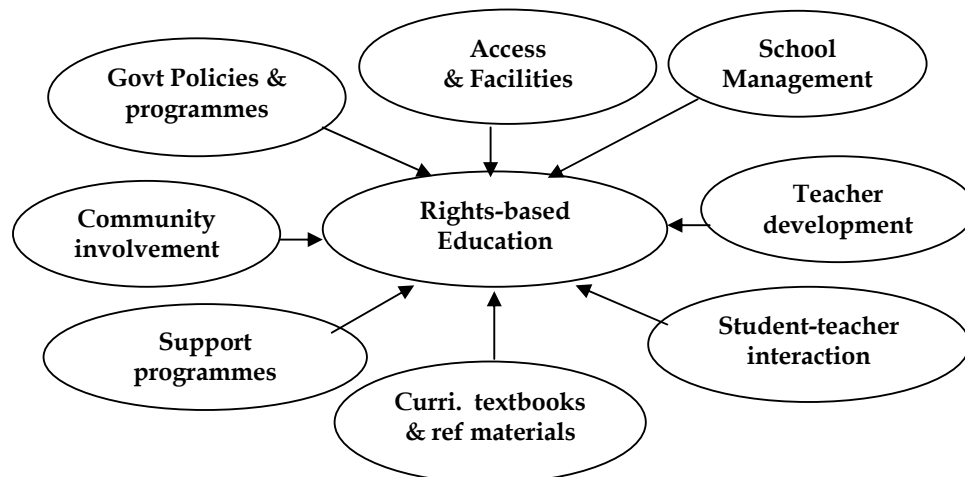 Govt Policies &
programmes
Access
& Facilities
School
Management
Community
involvement
Rights-based
Education
Teacher
development
Support
programmes
Student-teacher
interaction
Curri. textbooks
& ref materials